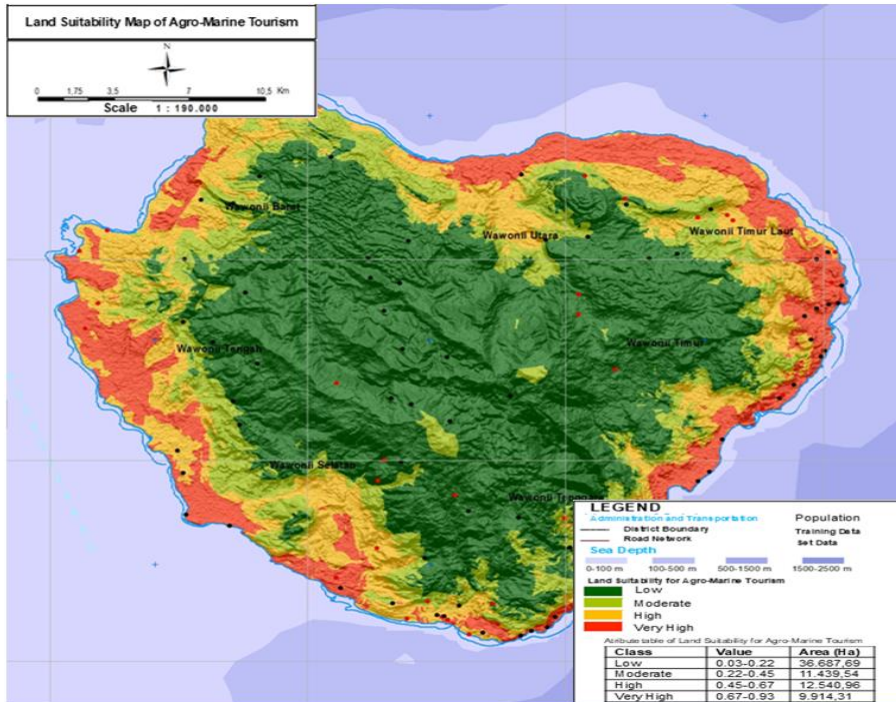 Land Suitability Map of Agro-Marine Tourism
N
0 1,75 3,5 7 10,5 Km
Scale 1 : 190.000
Wawonii Barat
Wawonii Utara
Wawonii Timur Laut
Wawonii Tengah
Wawonii Timur
Wawonii Selatan
Wawonii
LEGEND
Administration and Transportation
Population
District Boundary
Training Data
Road Network
Set Data
Sea Depth
0-100 m 100-500 m 500-1500 m 1500-2500 m
Land Suitability for Agro-Marine Tourism
Low
Moderate
High
Very High
Atribute table of Land Suitability for Agro-Marine Tourism
Class Value Area (Ha)
Low 0.03-0.22 36.687,69
Moderate 0.22-0.45 11.439,54
High 0.45-0.67 12.540,96
Very High 0.67-0.93 9.914,31